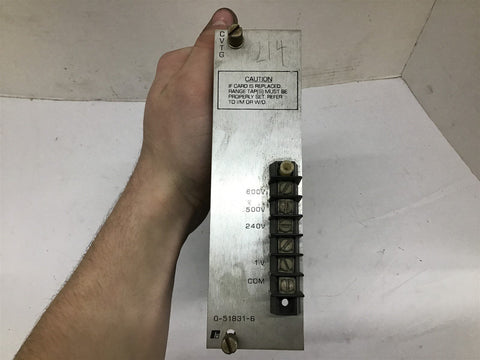 CVTG
214
CAUTION
IF CARD IS REPLACED
RANGE TAP(S) MUST BE
PROPERLY SET. REFER
TO I/M OR W/D.
600V
500V
240V
1V
COM
0-51831-6